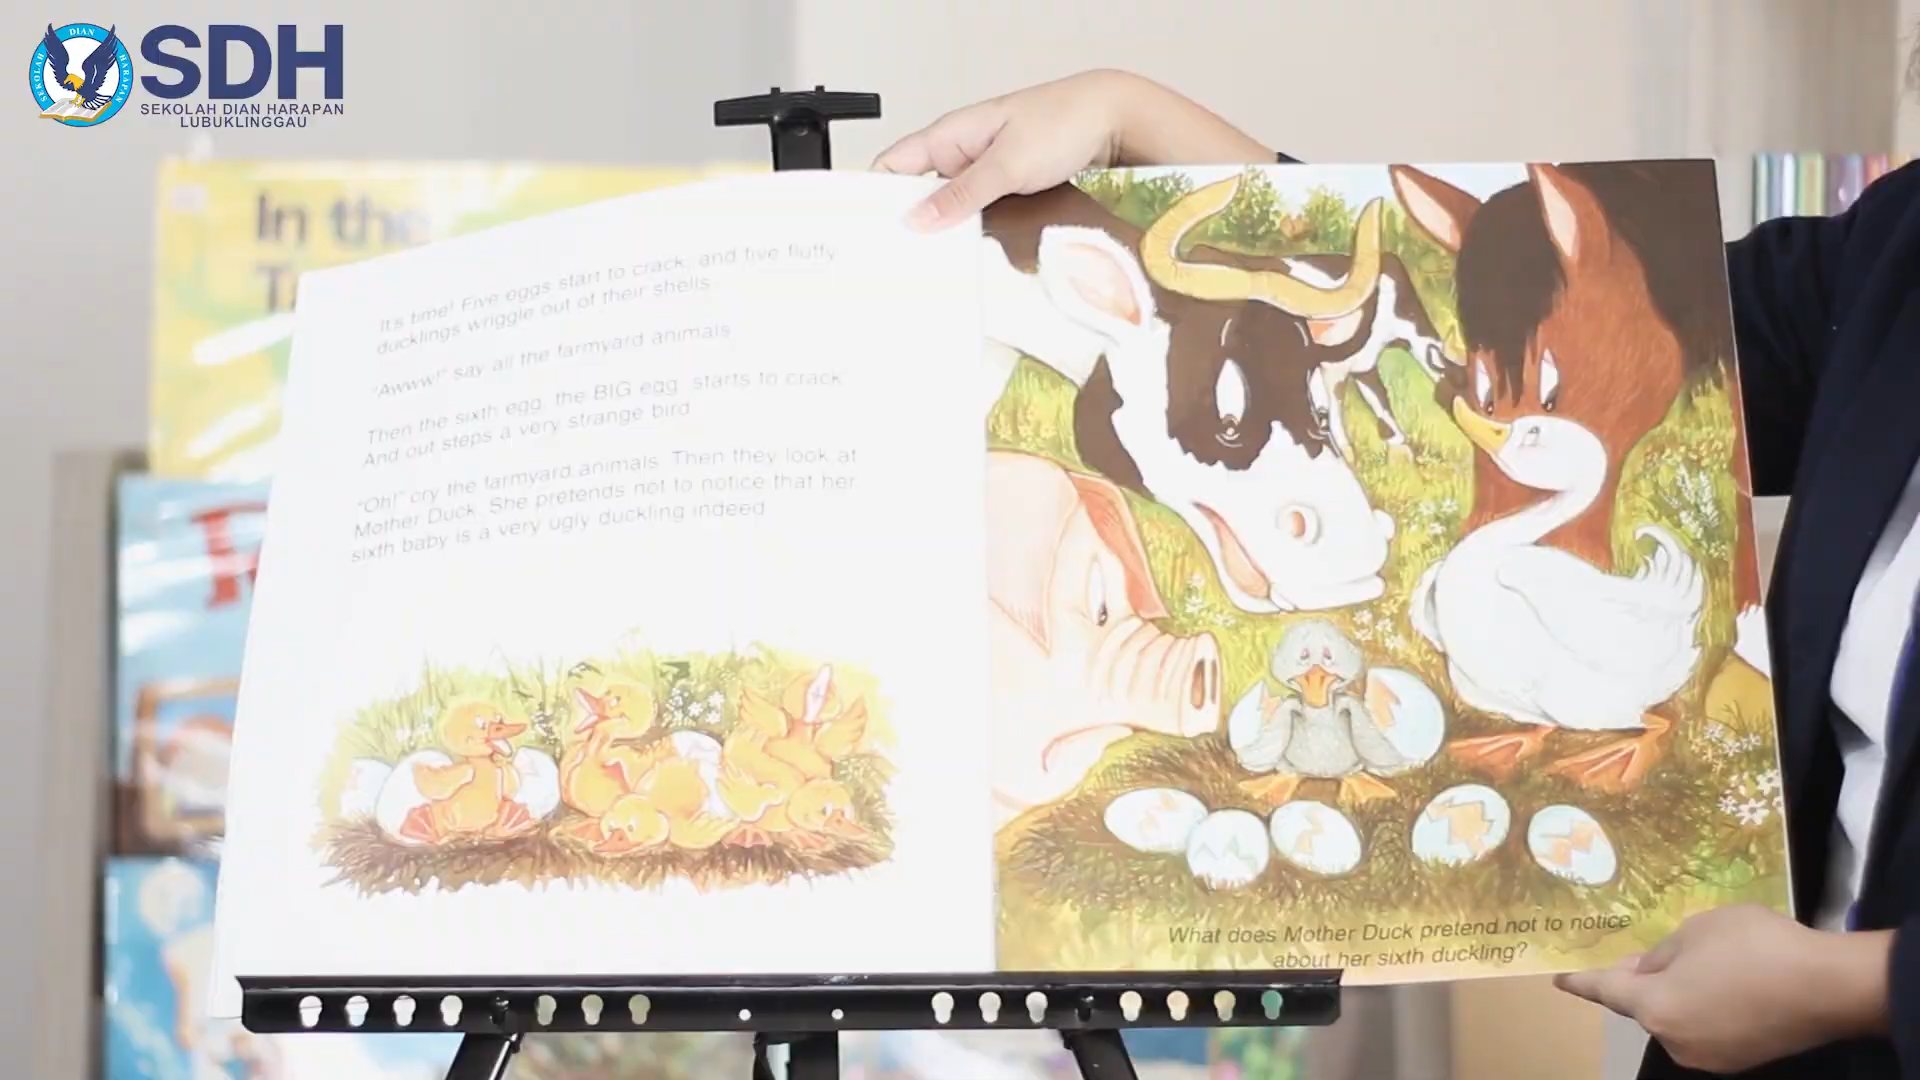 SEKOLAH DIAN HARAPAN
SDH
SEKOLAH DIAN HARAPAN
LUBUKLINGGAU
In the
It's time! Five eggs start to crack, and five fluffy
ducklings wriggle out of their shells.
"Awww!" say all the farmyard animals.
Then the sixth egg, the BIG egg, starts to crack.
And out steps a very strange bird.
"Oh!" cry the farmyard animals. Then they look at
Mother Duck. She pretends not to notice that her
sixth baby is a very ugly duckling indeed.
What does Mother Duck pretend not to notice
about her sixth duckling?